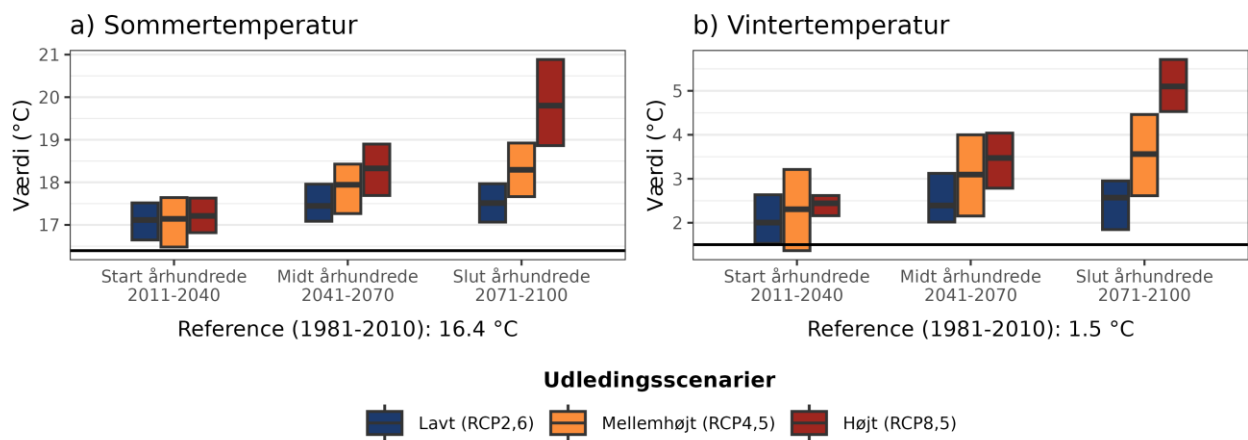 a) Sommertemperatur
Værdi (°C)
21
20
19
18
17
Start århundrede
2011-2040
Midt århundrede
2041-2070
Slut århundrede
2071-2100
Reference (1981-2010): 16.4 °C
b) Vintertemperatur
Værdi (°C)
5
4
3
2
Start århundrede
2011-2040
Midt århundrede
2041-2070
Slut århundrede
2071-2100
Reference (1981-2010): 1.5 °C
Udledingsscenarier
Lavt (RCP2,6)
Mellemhøjt (RCP4,5)
Højt (RCP8,5)